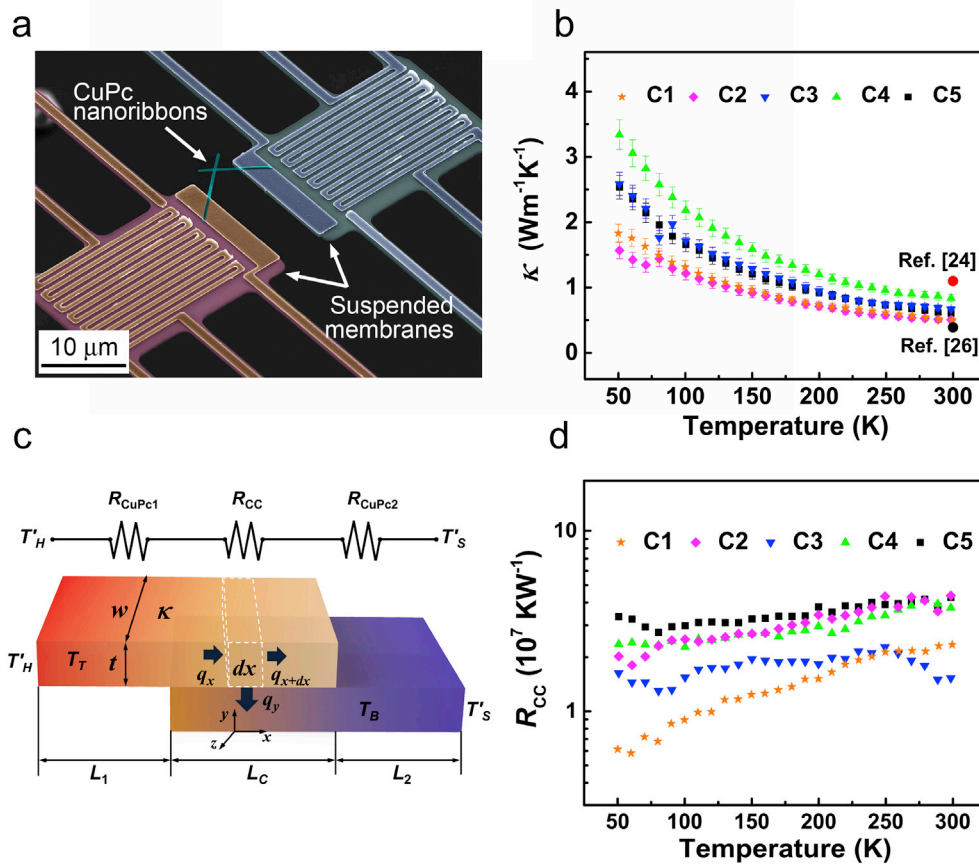 a
CuPc
nanoribbons
Suspended
membranes
10 μm
b
C1 C2 C3 C4 C5
4
3
2
1
0
κ (Wm⁻¹K⁻¹)
Ref. [24]
Ref. [26]
50 100 150 200 250 300
Temperature (K)
c
R_CuPc1 R_CC R_CuPc2
T'_H T'_S
w κ
T'_H T_T t q_x dx q_x+dx
q_y T_B T'_S
y
z x
L_1 L_C L_2
d
C1 C2 C3 C4 C5
10
1
R_CC (10⁷ KW⁻¹)
50 100 150 200 250 300
Temperature (K)